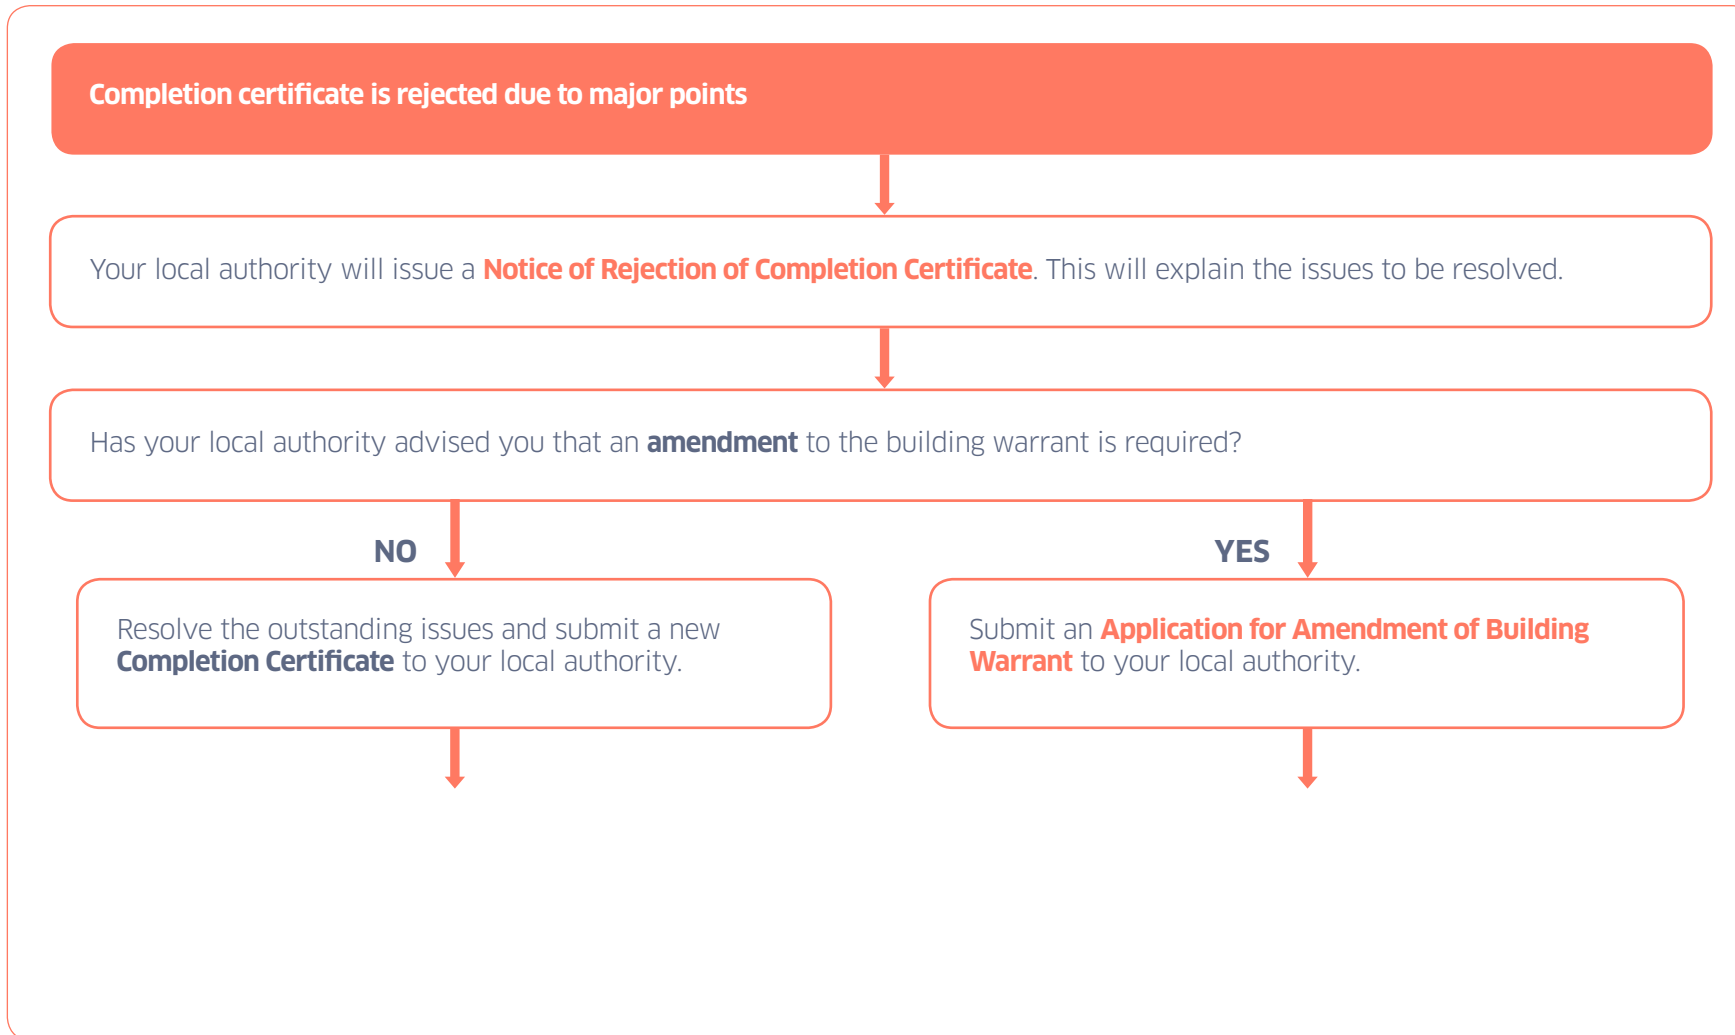 Completion certificate is rejected due to major points
Your local authority will issue a Notice of Rejection of Completion Certificate. This will explain the issues to be resolved.
Has your local authority advised you that an amendment to the building warrant is required?
NO
YES
Resolve the outstanding issues and submit a new
Completion Certificate to your local authority.
Submit an Application for Amendment of Building
Warrant to your local authority.